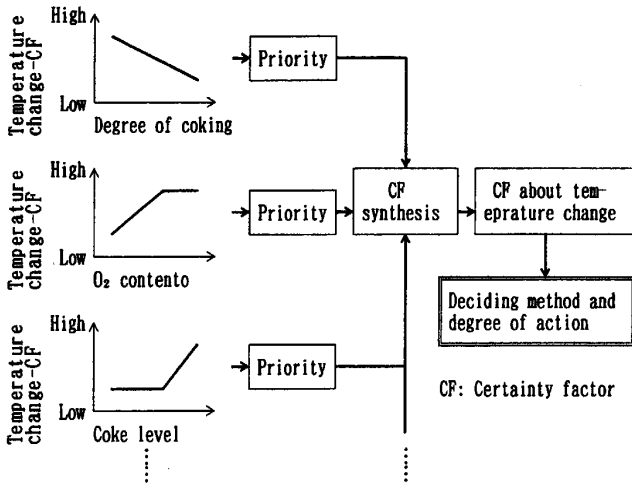 Temperature
change-CF
High
Low
Degree of coking
Priority
Temperature
change-CF
High
Low
O₂ contento
Priority
CF
synthesis
CF about tem-
eprature change
Deciding method and
degree of action
Temperature
change-CF
High
Low
Coke level
Priority
CF: Certainty factor